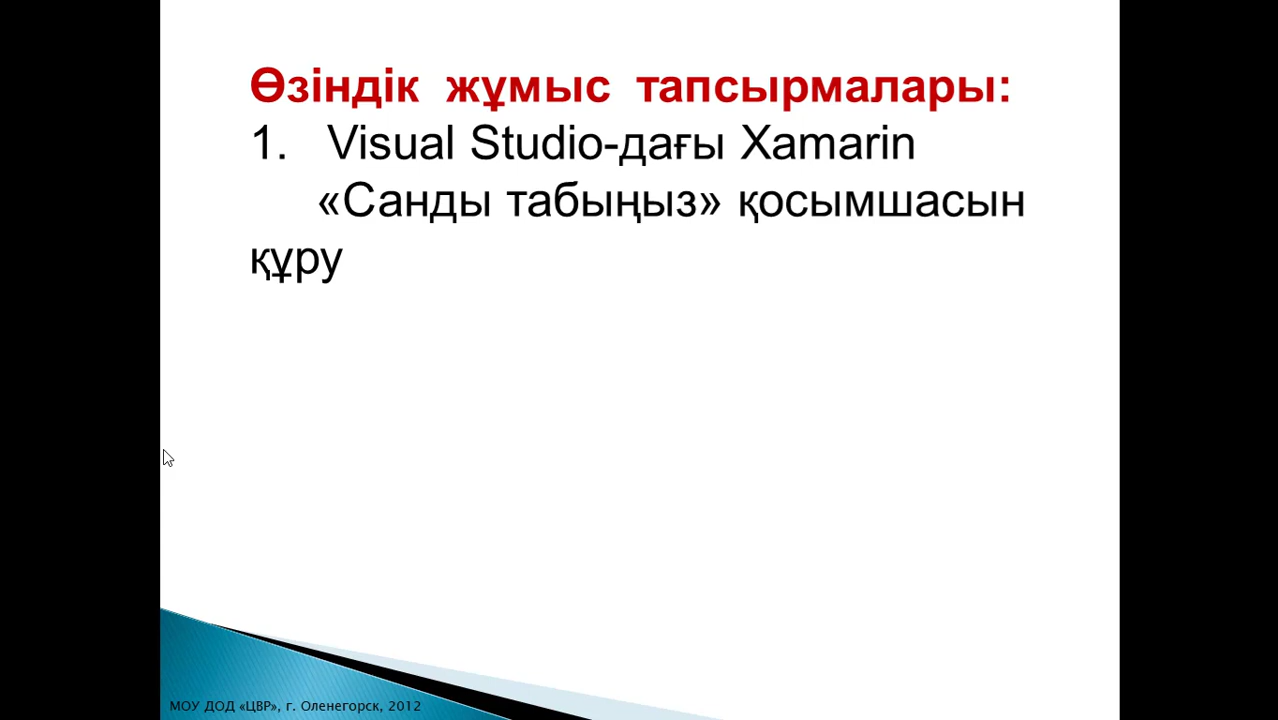 Өзіндік жұмыс тапсырмалары:
1. Visual Studio-дағы Xamarin
«Санды табыңыз» қосымшасын
құру
МОУ ДОД «ЦВР», г. Оленегорск, 2012